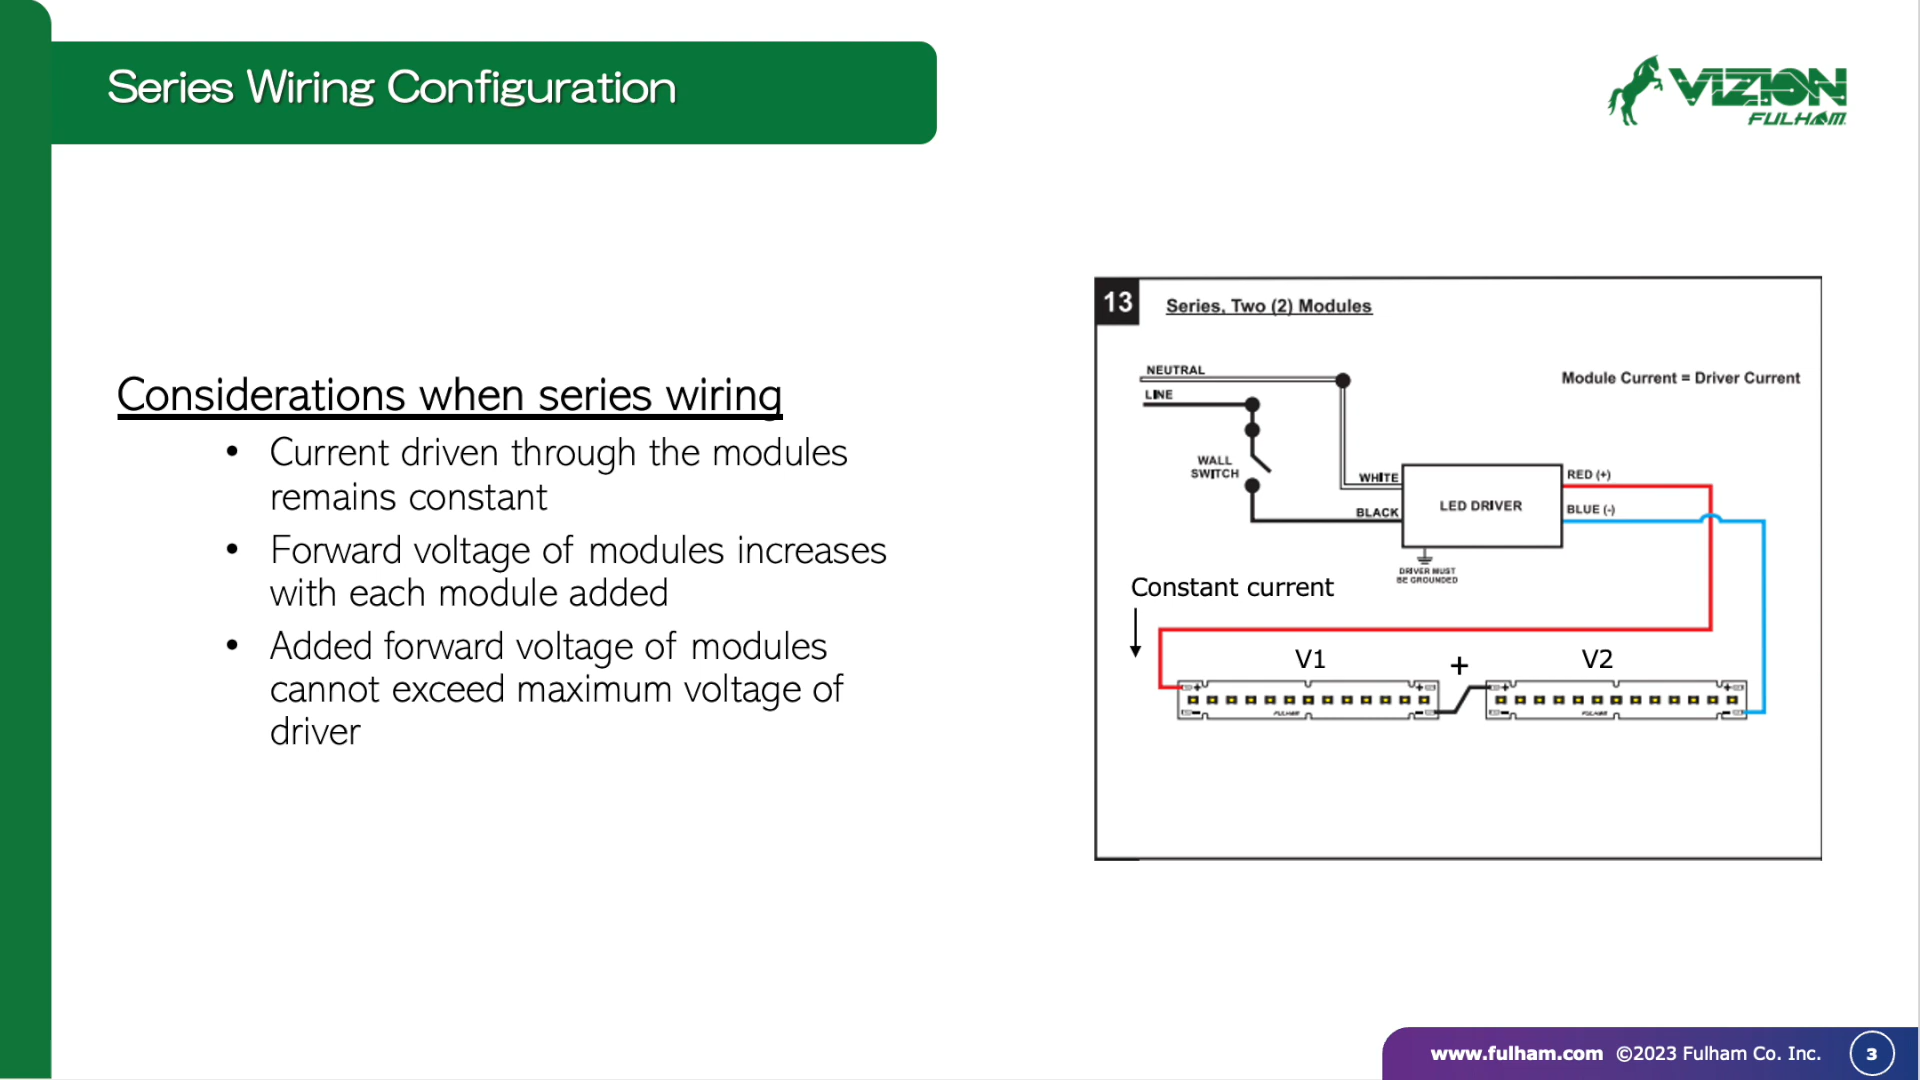 Series Wiring Configuration
VIZION
FULHAM
Considerations when series wiring
• Current driven through the modules
remains constant
• Forward voltage of modules increases
with each module added
• Added forward voltage of modules
cannot exceed maximum voltage of
driver
13
Series, Two (2) Modules
NEUTRAL
LINE
Module Current = Driver Current
WALL
SWITCH
WHITE
BLACK
LED DRIVER
RED (+)
BLUE (-)
DRIVER MUST
BE GROUNDED
Constant current
V1 + V2
+ + + +
FULHAM FULHAM
- - - -
www.fulham.com ©2023 Fulham Co. Inc. 3